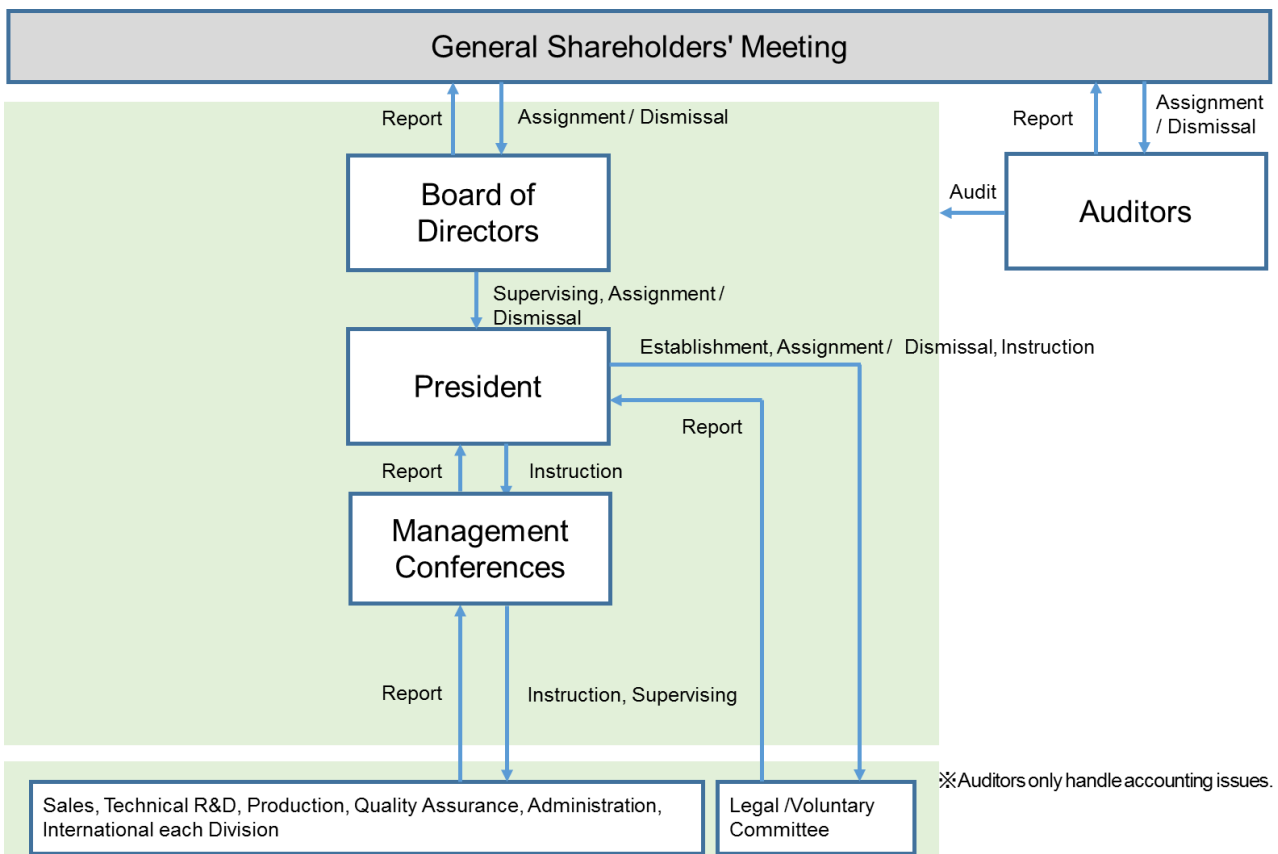 General Shareholders' Meeting
Report
Assignment / Dismissal
Report
Assignment
/ Dismissal
Board of
Directors
Audit
Auditors
Supervising, Assignment /
Dismissal
President
Establishment, Assignment / Dismissal, Instruction
Report
Report
Instruction
Management
Conferences
Report
Instruction, Supervising
※Auditors only handle accounting issues.
Sales, Technical R&D, Production, Quality Assurance, Administration,
International each Division
Legal /Voluntary
Committee